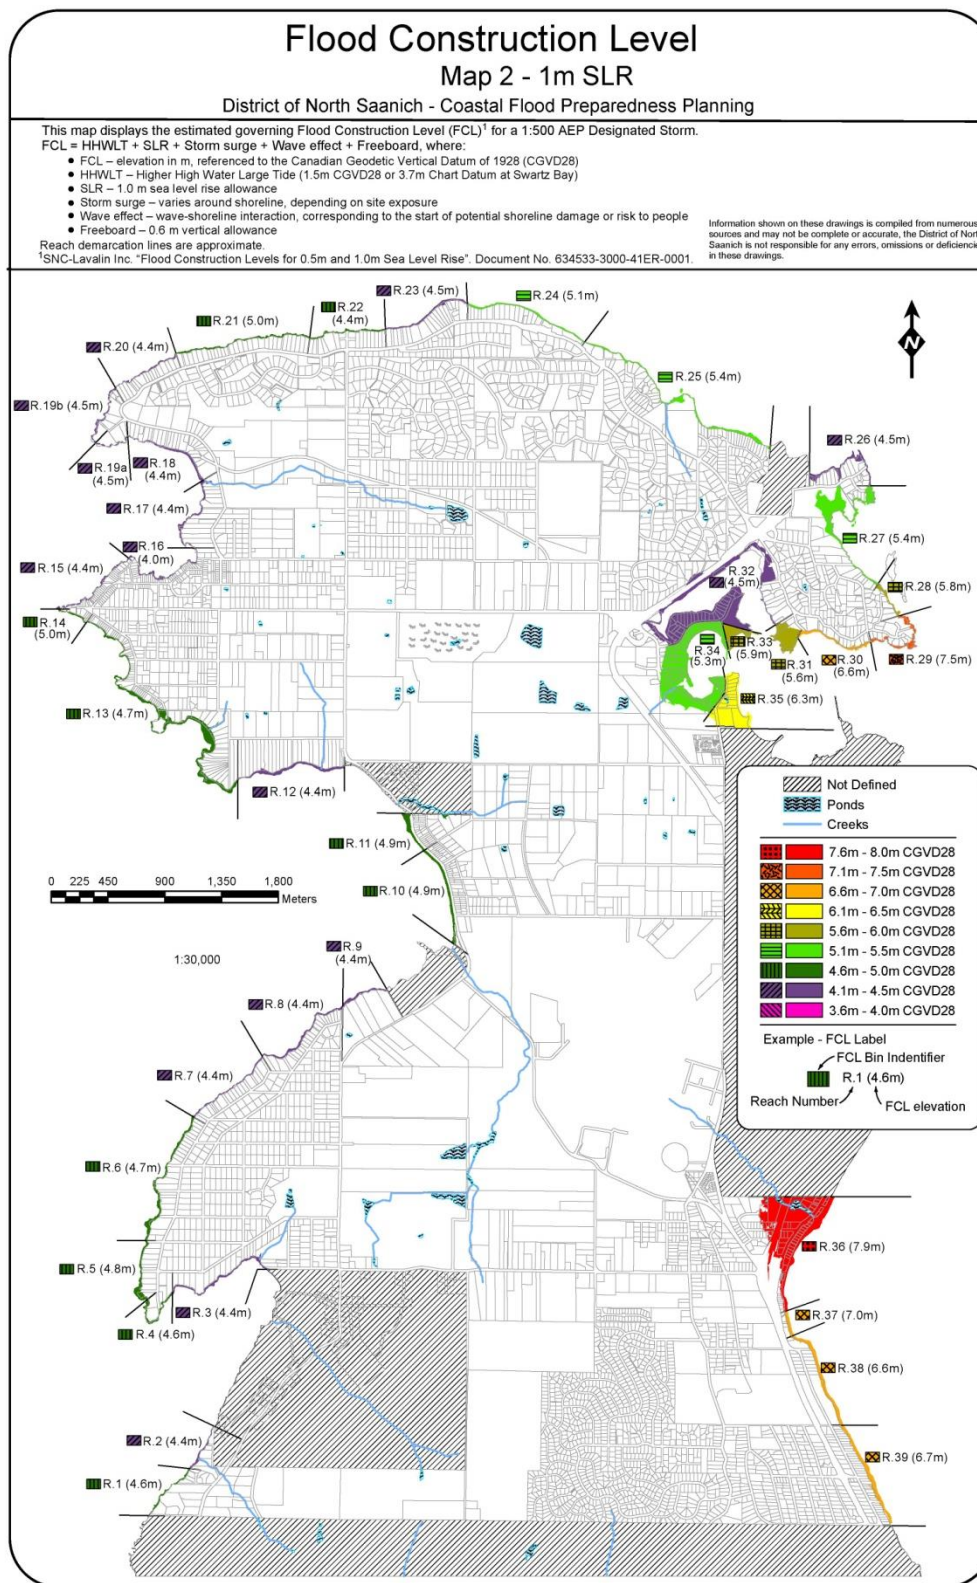 Flood Construction Level
Map 2 - 1m SLR
District of North Saanich - Coastal Flood Preparedness Planning
This map displays the estimated governing Flood Construction Level (FCL)¹ for a 1:500 AEP Designated Storm.
FCL = HHWLT + SLR + Storm surge + Wave effect + Freeboard, where:
• FCL – elevation in m, referenced to the Canadian Geodetic Vertical Datum of 1928 (CGVD28)
• HHWLT – Higher High Water Large Tide (1.5m CGVD28 or 3.7m Chart Datum at Swartz Bay)
• SLR – 1.0 m sea level rise allowance
• Storm surge – varies around shoreline, depending on site exposure
• Wave effect – wave-shoreline interaction, corresponding to the start of potential shoreline damage or risk to people
• Freeboard – 0.6 m vertical allowance
Reach demarcation lines are approximate.
¹SNC-Lavalin Inc. "Flood Construction Levels for 0.5m and 1.0m Sea Level Rise". Document No. 634533-3000-41ER-0001.
Information shown on these drawings is compiled from numerous
sources and may not be complete or accurate, the District of Nort
Saanich is not responsible for any errors, omissions or deficiencie
in these drawings.
R.23 (4.5m)
R.24 (5.1m)
R.22
(4.4m)
R.21 (5.0m)
R.20 (4.4m)
N
R.25 (5.4m)
R.19b (4.5m)
R.26 (4.5m)
R.19a
(4.5m)
R.18
(4.4m)
R.17 (4.4m)
R.27 (5.4m)
R.16
(4.0m)
R.15 (4.4m)
R.32
(4.5m)
R.28 (5.8m)
R.14
(5.0m)
R.34
(5.3m)
R.33
(5.9m)
R.31
(5.6m)
R.30
(6.6m)
R.29 (7.5m)
R.35 (6.3m)
R.13 (4.7m)
R.12 (4.4m)
R.11 (4.9m)
R.10 (4.9m)
0 225 450 900 1,350 1,800
Meters
1:30,000
R.9
(4.4m)
R.8 (4.4m)
R.7 (4.4m)
R.6 (4.7m)
R.5 (4.8m)
R.3 (4.4m)
R.4 (4.6m)
R.2 (4.4m)
R.1 (4.6m)
Not Defined
Ponds
Creeks
7.6m - 8.0m CGVD28
7.1m - 7.5m CGVD28
6.6m - 7.0m CGVD28
6.1m - 6.5m CGVD28
5.6m - 6.0m CGVD28
5.1m - 5.5m CGVD28
4.6m - 5.0m CGVD28
4.1m - 4.5m CGVD28
3.6m - 4.0m CGVD28
Example - FCL Label
FCL Bin Indentifier
R.1 (4.6m)
Reach Number
FCL elevation
R.36 (7.9m)
R.37 (7.0m)
R.38 (6.6m)
R.39 (6.7m)